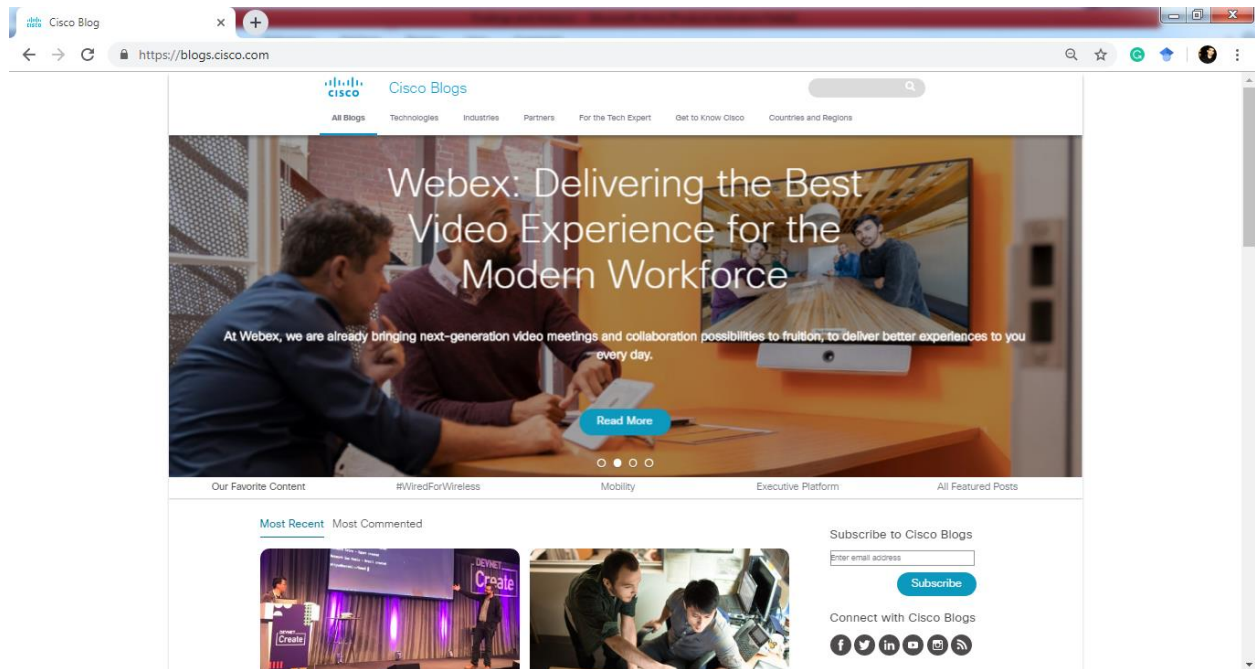 Cisco Blog
https://blogs.cisco.com
CISCO
Cisco Blogs
All Blogs Technologies Industries Partners For the Tech Expert Get to Know Cisco Countries and Regions
Webex: Delivering the Best
Video Experience for the
Modern Workforce
At Webex, we are already bringing next-generation video meetings and collaboration possibilities to fruition, to deliver better experiences to you
every day.
Read More
Our Favorite Content #WiredForWireless Mobility Executive Platform All Featured Posts
Most Recent Most Commented
Subscribe to Cisco Blogs
Enter email address
Subscribe
Connect with Cisco Blogs
DEVNET
Create
DEVNET
Create